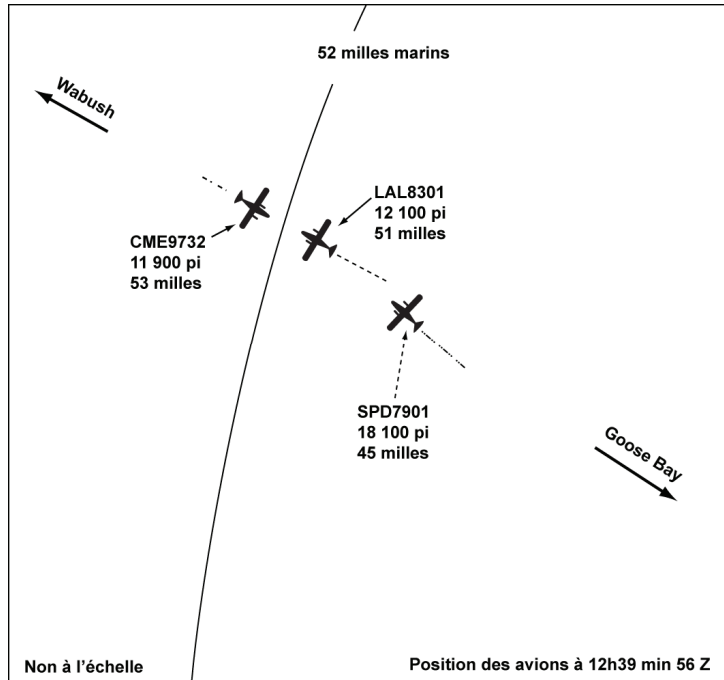 52 milles marins
Wabush
LAL8301
12 100 pi
51 milles
CME9732
11 900 pi
53 milles
SPD7901
18 100 pi
45 milles
Goose Bay
Non à l'échelle
Position des avions à 12h39 min 56 Z